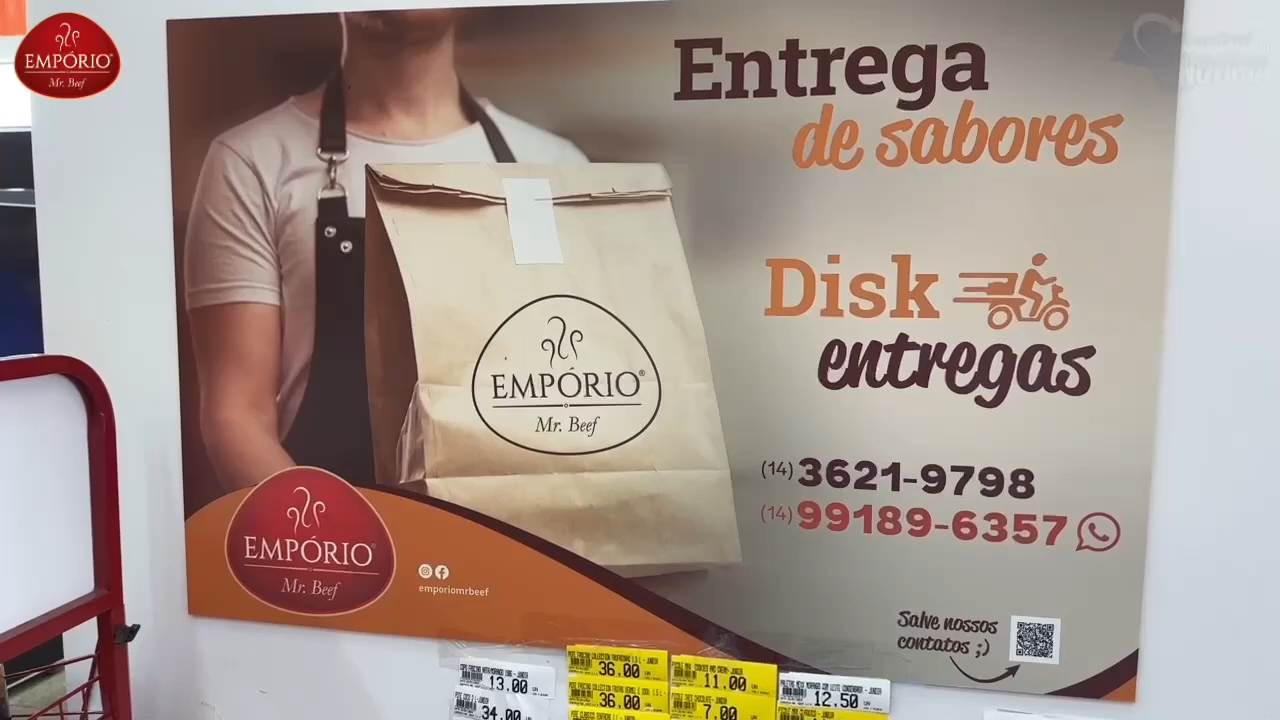 EMPÓRIO
Mr. Beef
Entrega
de sabores
Disk
entregas
EMPÓRIO®
Mr. Beef
(14) 3621-9798
(14) 99189-6357
EMPÓRIO®
Mr. Beef
emporiomrbeef
Salve nossos
contatos ;)
13.00
36.00
11.00
12.50
34.00
36.00
7.00